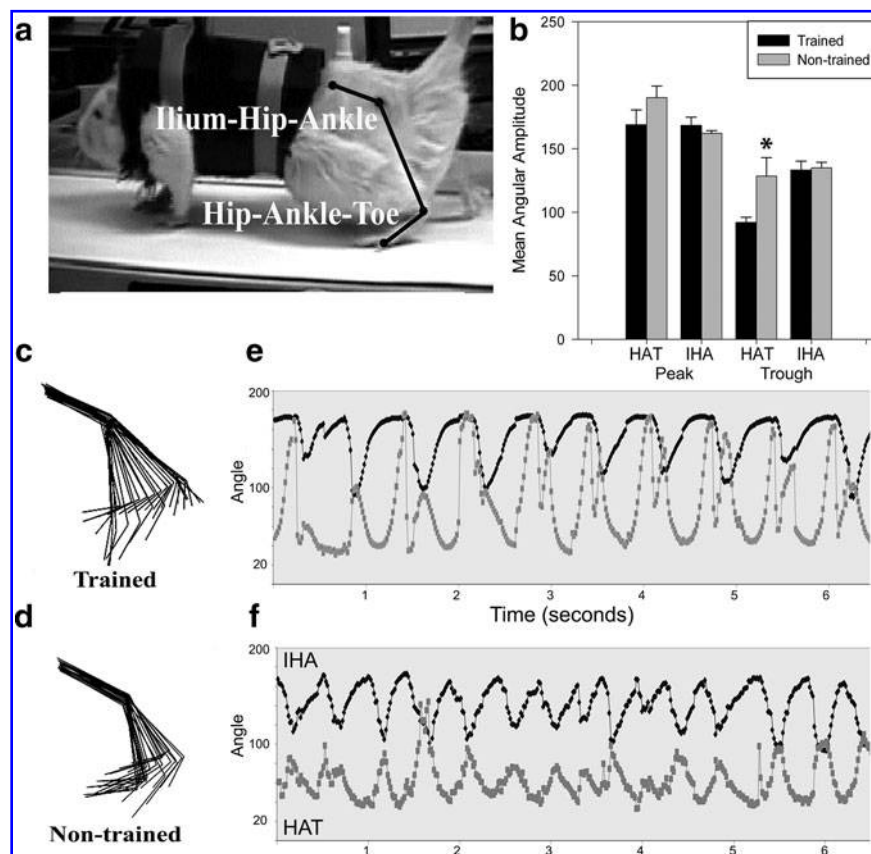 a
Ilium-Hip-Ankle
Hip-Ankle-Toe
b
Trained
Non-trained
Mean Angular Amplitude
250
200
150
100
50
0
*
HAT IHA HAT IHA
Peak Trough
c
Trained
d
Non-trained
e
200
Angle
100
20
1 2 3 4 5 6
Time (seconds)
f
200
IHA
Angle
100
20
HAT
1 2 3 4 5 6